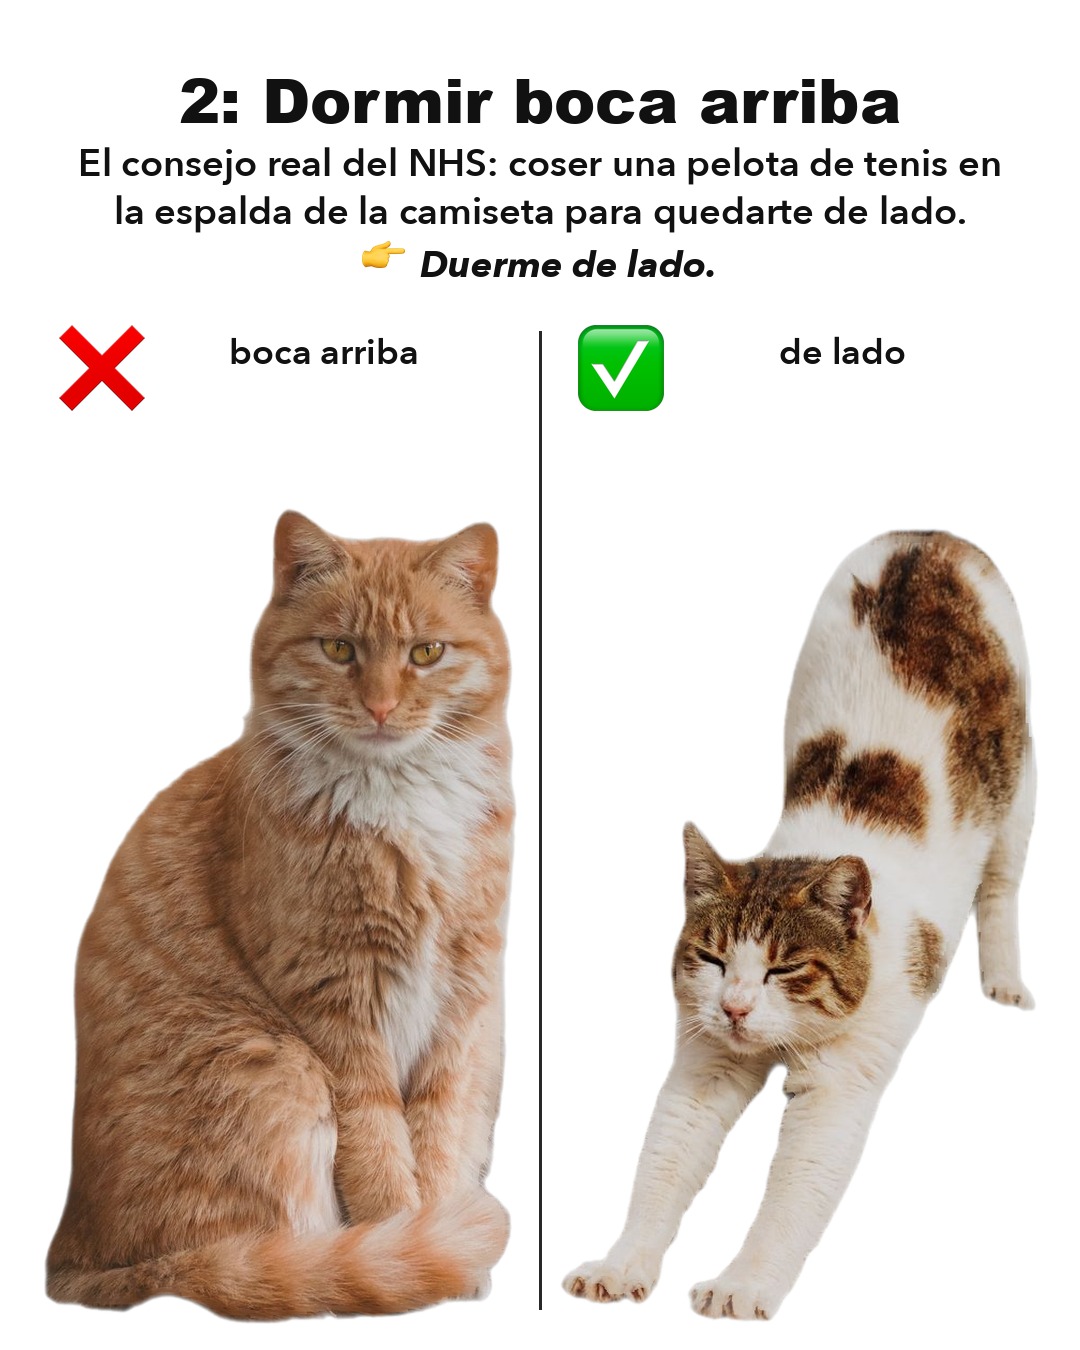 2: Dormir boca arriba
El consejo real del NHS: coser una pelota de tenis en
la espalda de la camiseta para quedarte de lado.
👉 Duerme de lado.
boca arriba
de lado